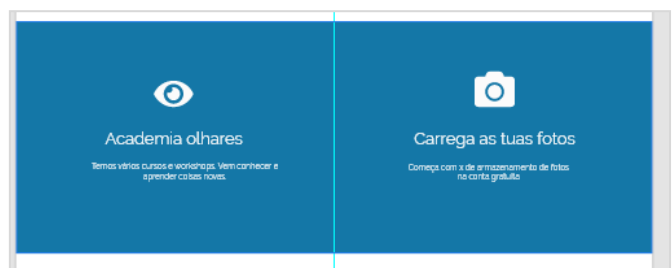 Academia olhares
Temos vários cursos e workshops. Vem conhecer e
aprender coisas novas.
Carrega as tuas fotos
Começa com x de armazenamento de fotos
na conta gratuita